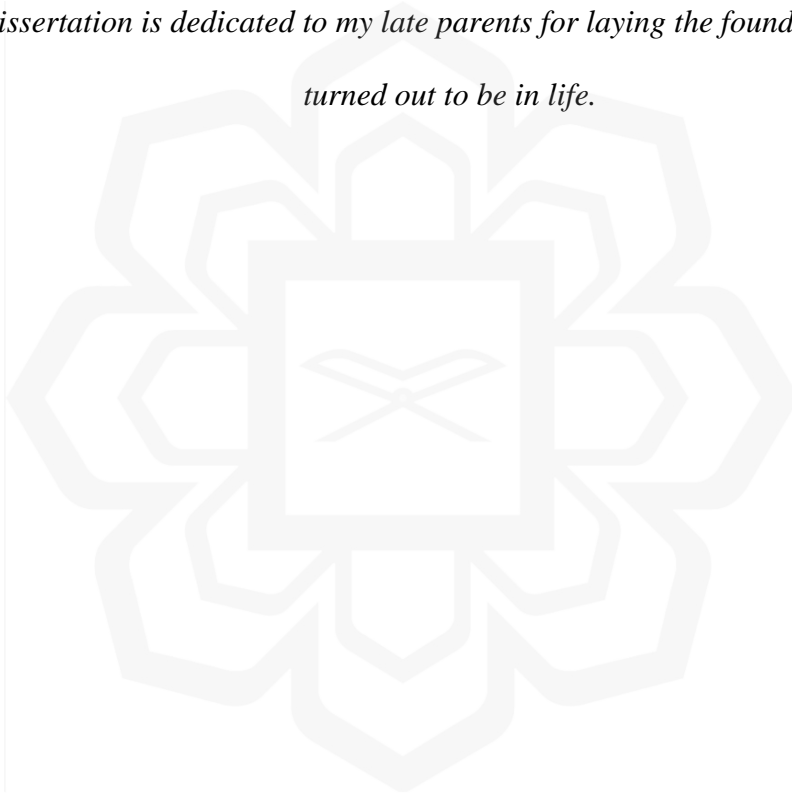 issertation is dedicated to my late parents for laying the found
turned out to be in life.